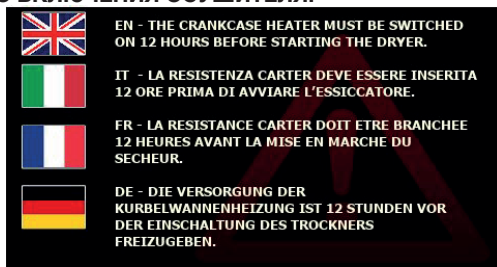 ВКЛЮЧЕНИЯ ОСУШИТЕЛЯ.
EN - THE CRANKCASE HEATER MUST BE SWITCHED
ON 12 HOURS BEFORE STARTING THE DRYER.
IT - LA RESISTENZA CARTER DEVE ESSERE INSERITA
12 ORE PRIMA DI AVVIARE L'ESSICCATORE.
FR - LA RESISTANCE CARTER DOIT ETRE BRANCHEE
12 HEURES AVANT LA MISE EN MARCHE DU
SECHEUR.
DE - DIE VERSORGUNG DER
KURBELWANNENHEIZUNG IST 12 STUNDEN VOR
DER EINSCHALTUNG DES TROCKNERS
FREIZUGEBEN.